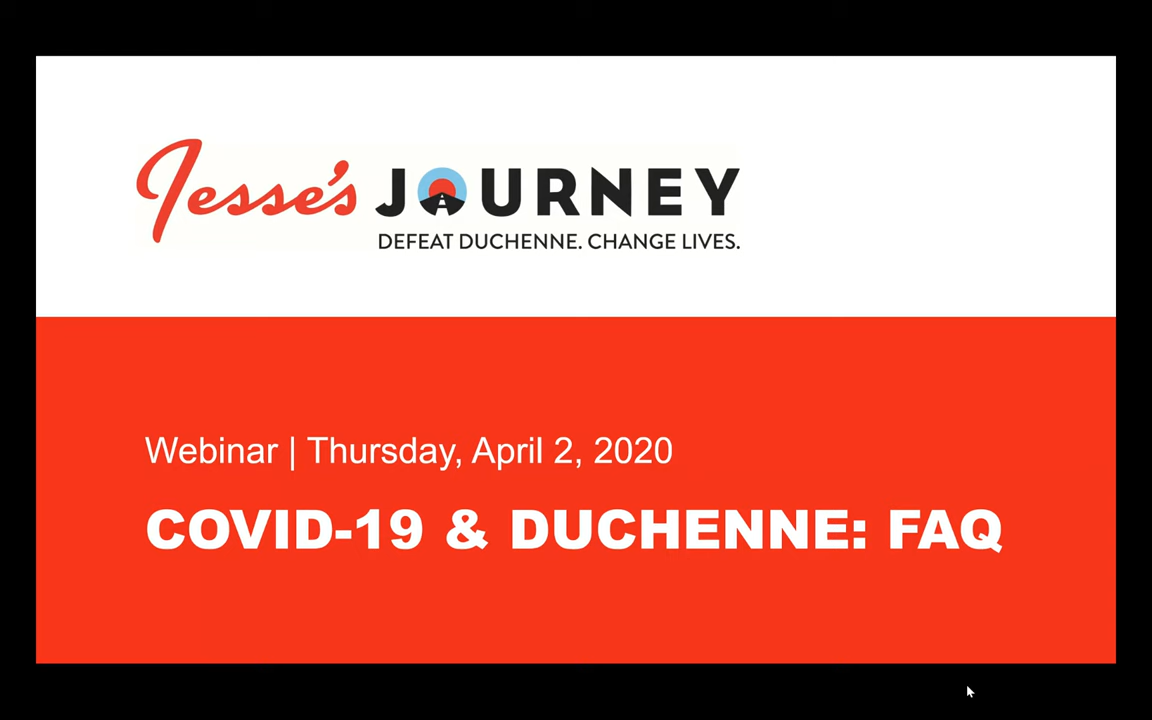 Jesse's JOURNEY
DEFEAT DUCHENNE. CHANGE LIVES.
Webinar | Thursday, April 2, 2020
COVID-19 & DUCHENNE: FAQ